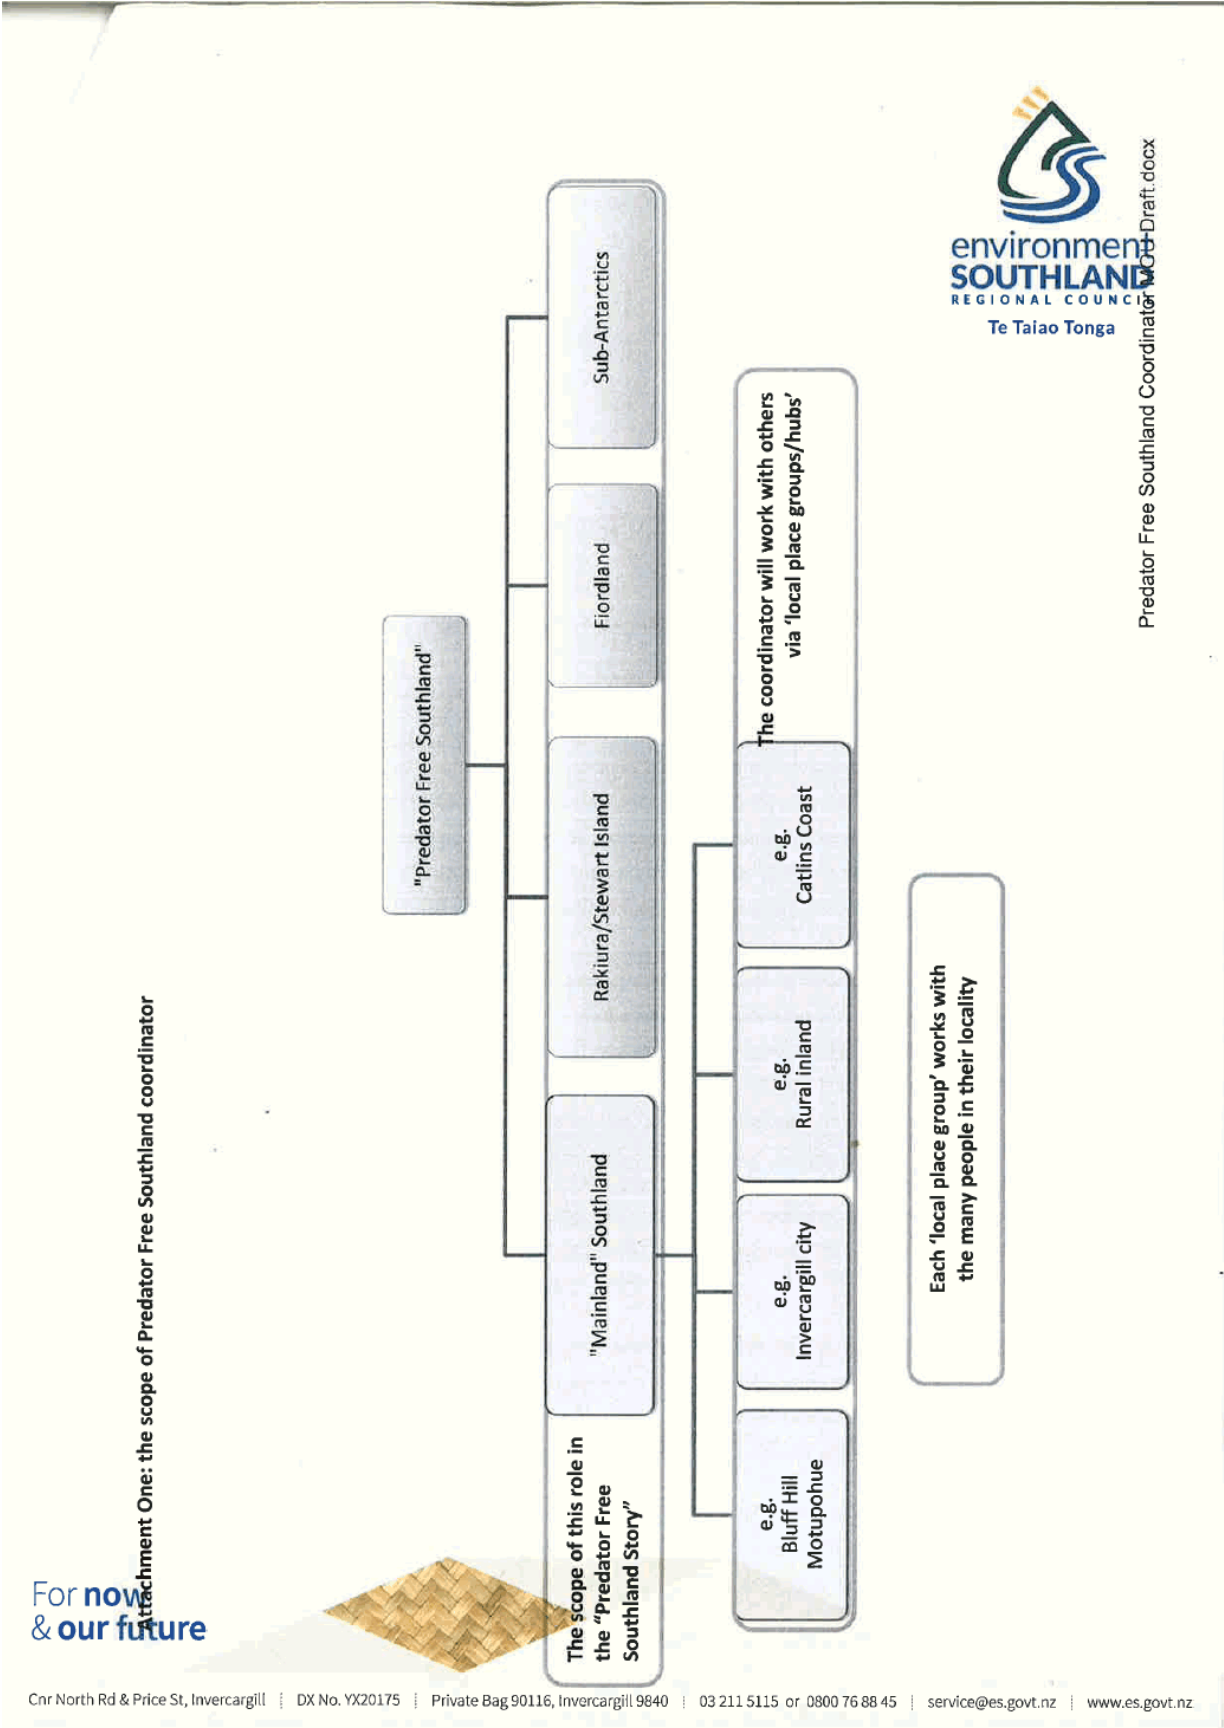 Attachment One: the scope of Predator Free Southland coordinator
"Predator Free Southland"
The scope of this role in
the "Predator Free
Southland Story"
"Mainland" Southland
Rakiura/Stewart Island
Fiordland
Sub-Antarctics
e.g.
Bluff Hill
Motupohue
e.g.
Invercargill city
e.g.
Rural inland
e.g.
Catlins Coast
The coordinator will work with others
via 'local place groups/hubs'
Each 'local place group' works with
the many people in their locality
Predator Free Southland Coordinator MOU Draft.docx
environment
SOUTHLAND
REGIONAL COUNCIL
Te Taiao Tonga
For now
& our future
Cnr North Rd & Price St, Invercargill | DX No. YX20175 | Private Bag 90116, Invercargill 9840 | 03 211 5115 or 0800 76 88 45 | service@es.govt.nz | www.es.govt.nz